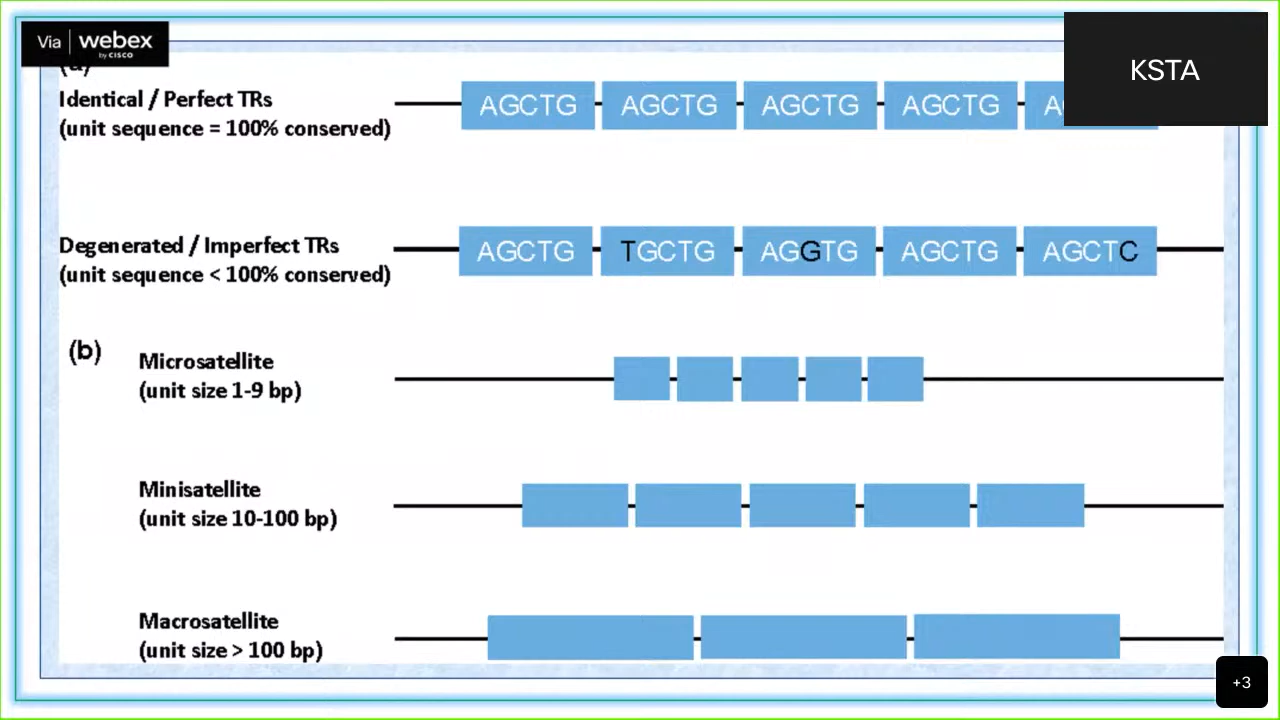 Via webex
by CISCO
KSTA
Identical / Perfect TRs
(unit sequence = 100% conserved)
AGCTG AGCTG AGCTG AGCTG A
Degenerated / Imperfect TRs
(unit sequence < 100% conserved)
AGCTG TGCTG AGGTG AGCTG AGCTC
(b)
Microsatellite
(unit size 1-9 bp)
Minisatellite
(unit size 10-100 bp)
Macrosatellite
(unit size > 100 bp)
+3